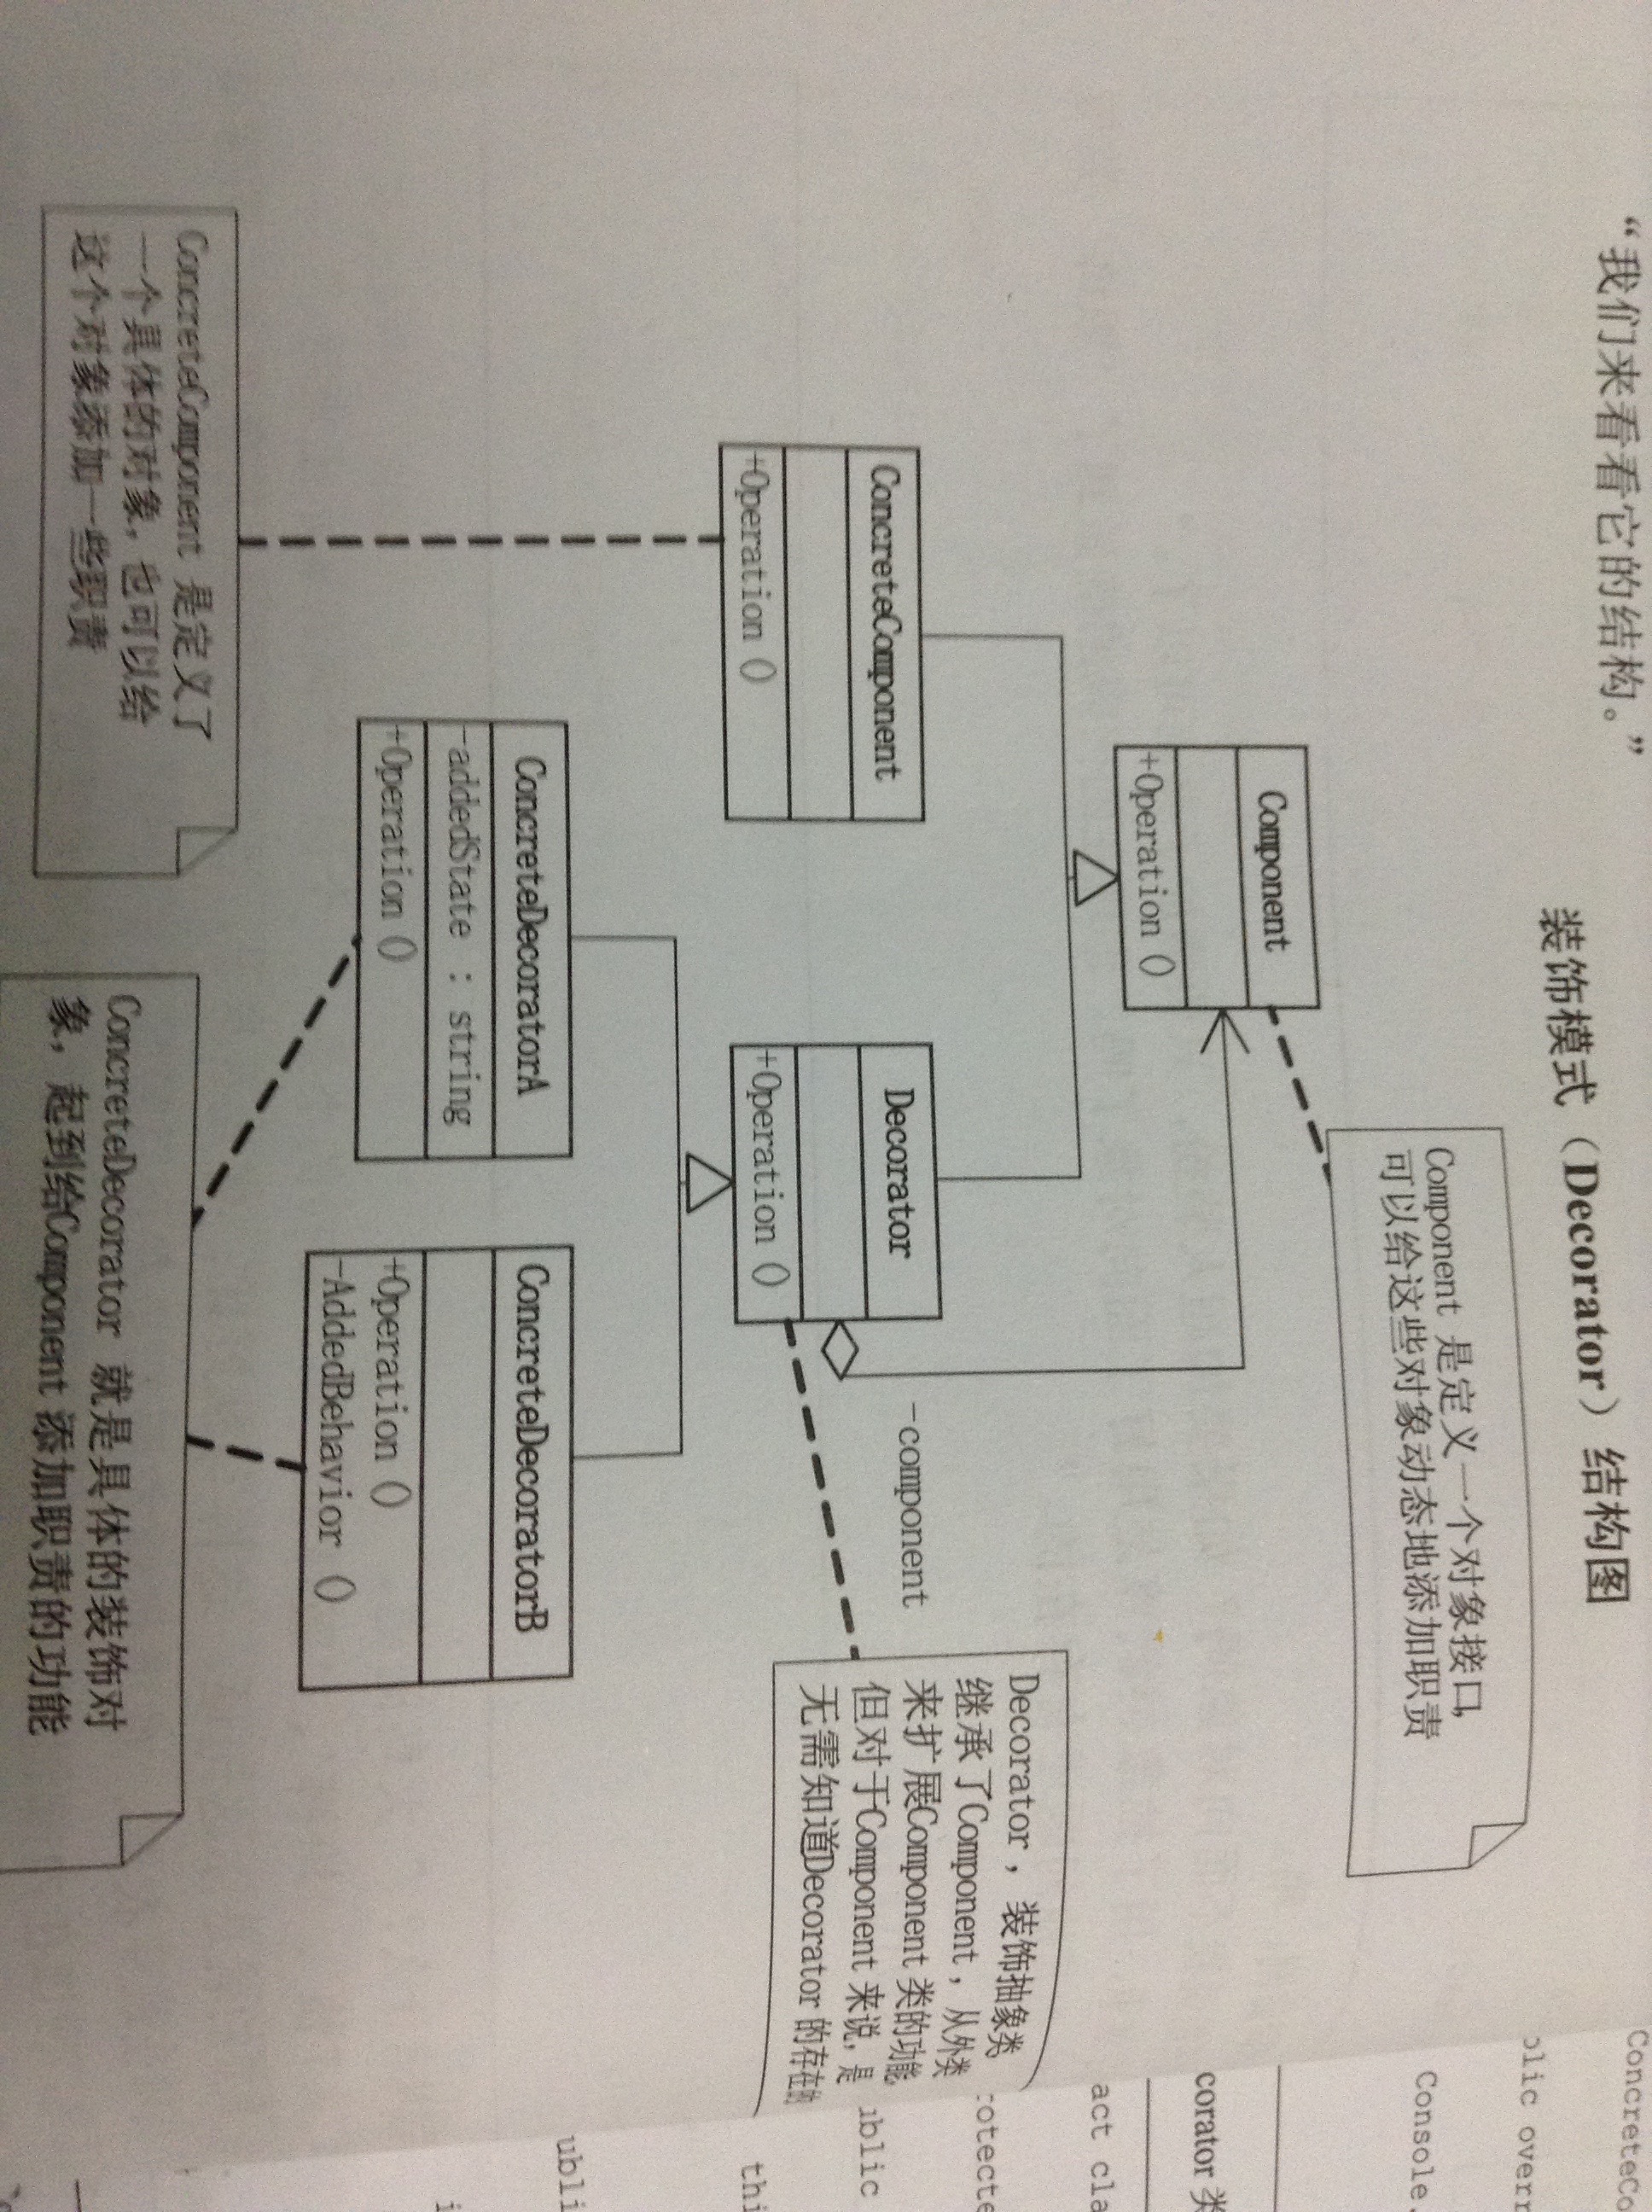 “我们来看看它的结构。”
装饰模式（Decorator）结构图
Component 是定义一个对象接口，
可以给这些对象动态地添加职责
Component
+Operation ()
ConcreteComponent
+Operation ()
Decorator
+Operation ()
-component
Decorator，装饰抽象类
继承了Component，从外类
来扩展Component 类的功能
但对于Component 来说，是
无需知道Decorator 的存在的
ConcreteDecoratorA
-addedState : string
+Operation ()
ConcreteDecoratorB
+Operation ()
-AddedBehavior ()
ConcreteComponent 是定义了
一个具体的对象，也可以给
这个对象添加一些职责
ConcreteDecorator 就是具体的装饰对
象，起到给Component 添加职责的功能
ConcreteCo
blic overr
Console.
corator 类
act cla
rotecte
ublic
thi
ubli